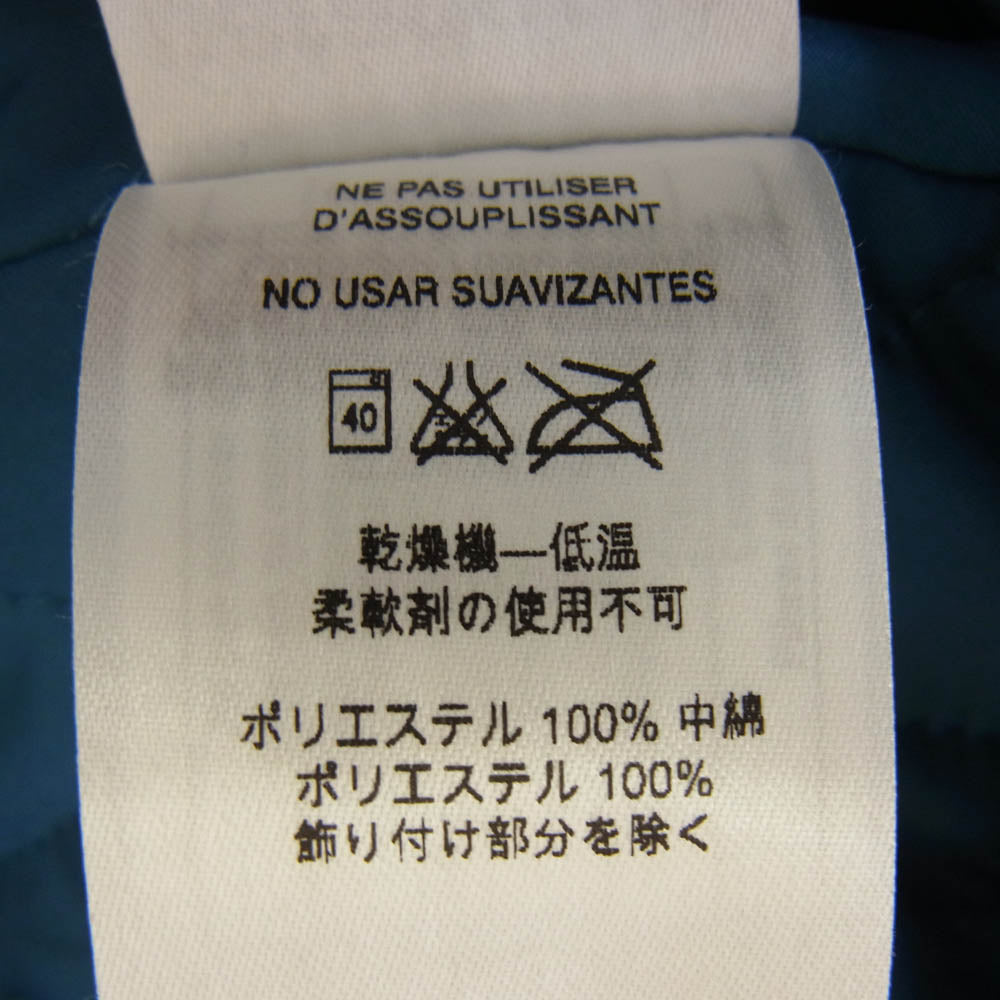 NE PAS UTILISER
D'ASSOUPLISSANT
NO USAR SUAVIZANTES
40
乾燥機—低温
柔軟剤の使用不可
ポリエステル 100% 中綿
ポリエステル 100%
飾り付け部分を除く